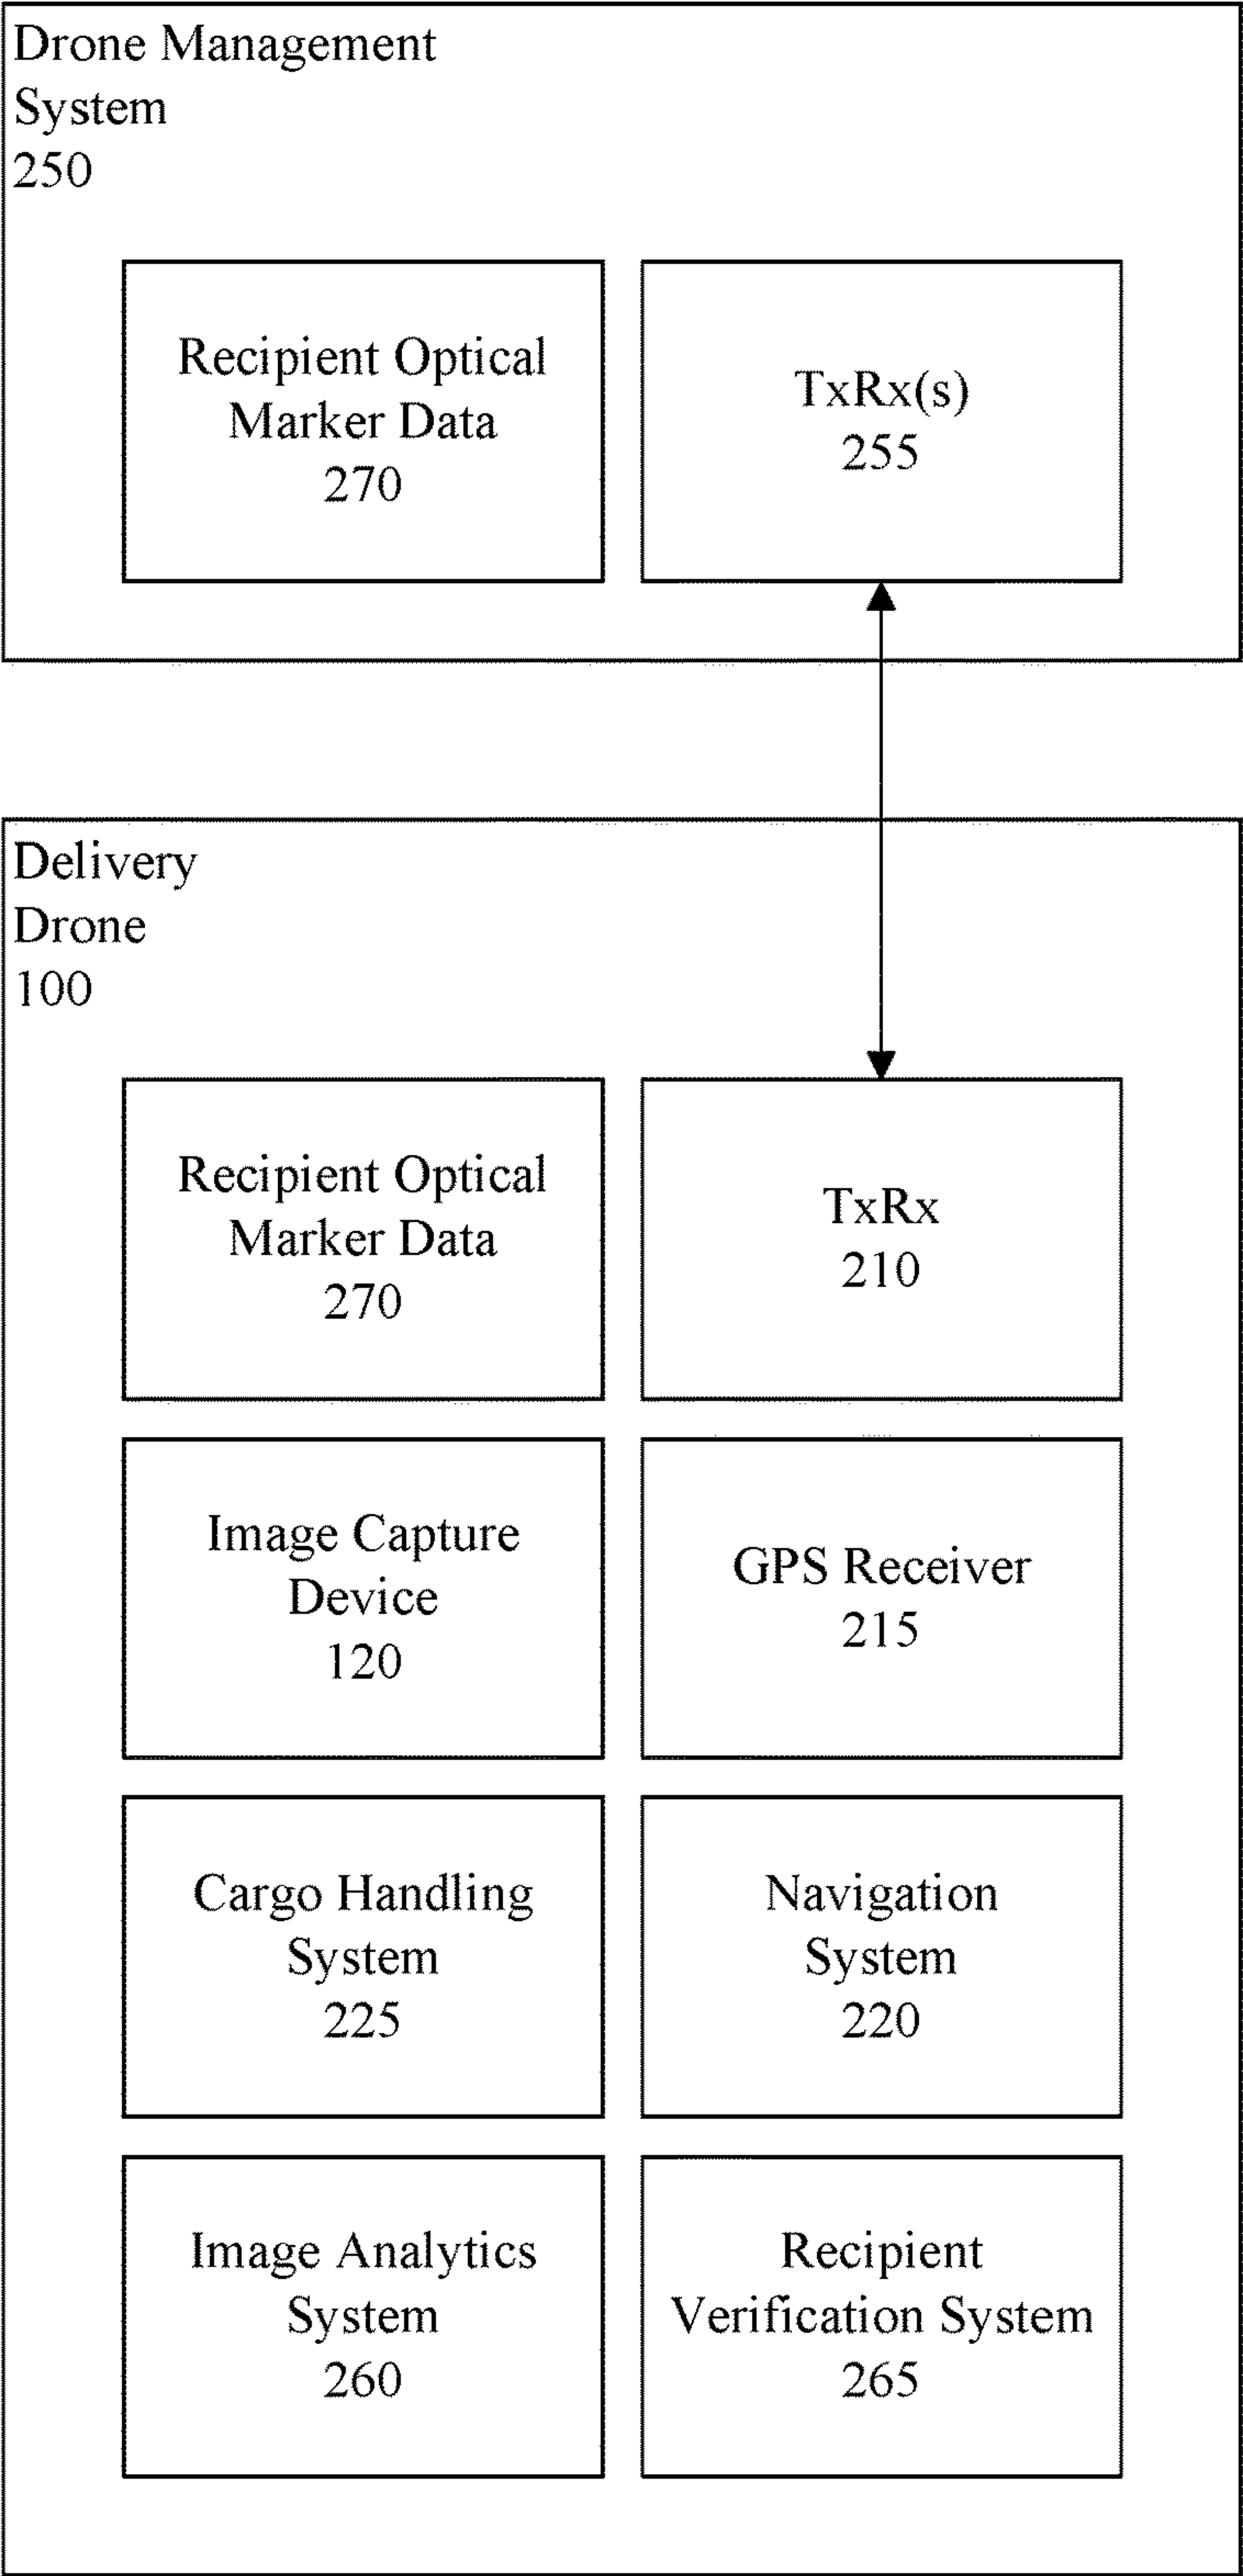 Drone Management
System
250
Recipient Optical
Marker Data
270
TxRx(s)
255
Delivery
Drone
100
Recipient Optical
Marker Data
270
TxRx
210
Image Capture
Device
120
GPS Receiver
215
Cargo Handling
System
225
Navigation
System
220
Image Analytics
System
260
Recipient
Verification System
265